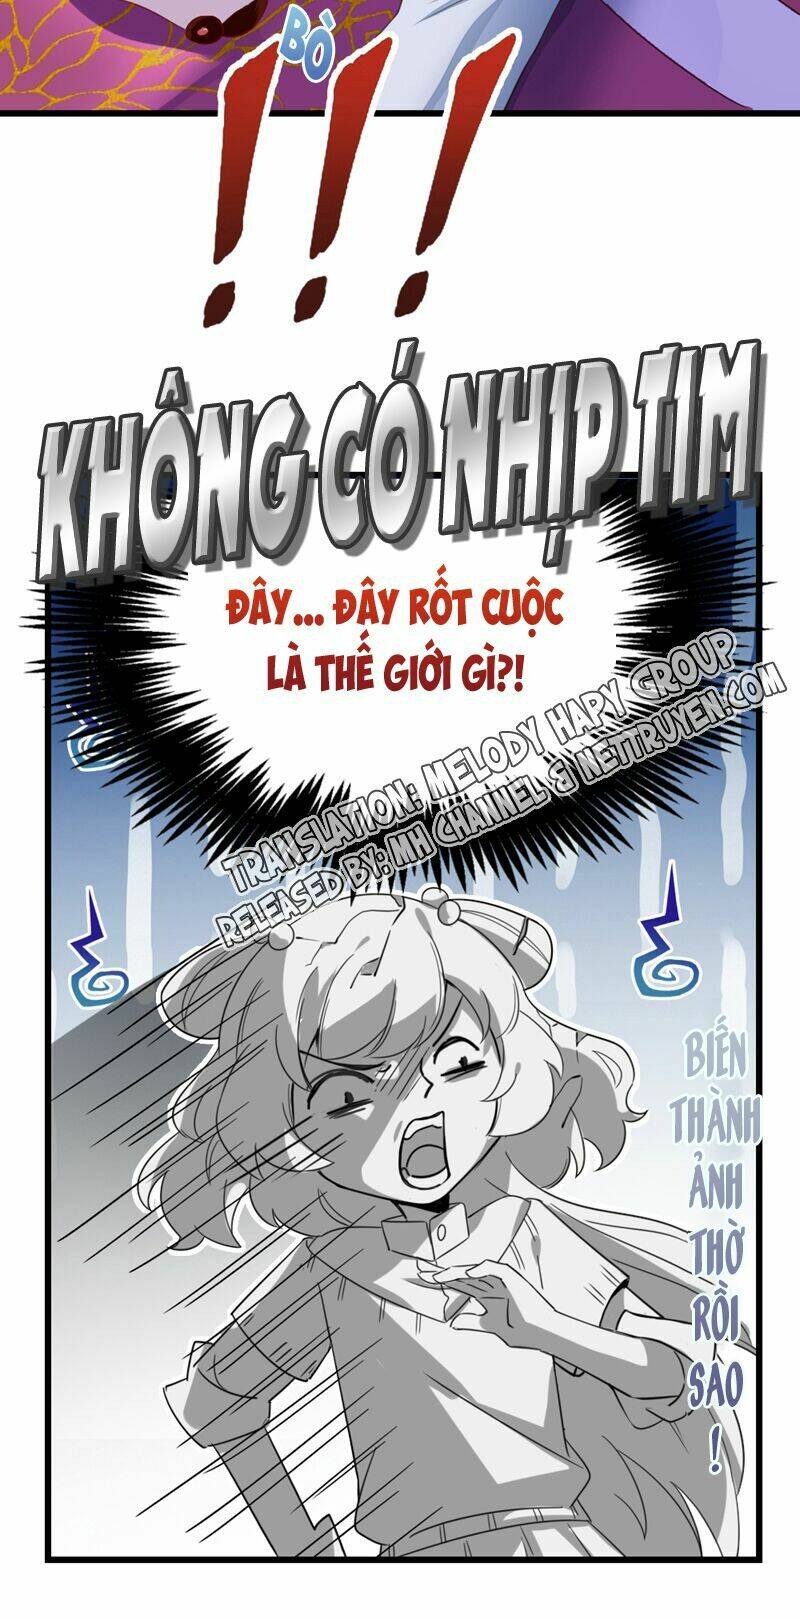 BÒ
!!!
KHÔNG CÓ NHỊP TIM
ĐÂY... ĐÂY RỐT CUỘC
LÀ THẾ GIỚI GÌ?!
TRANSLATION: MELODY HAPY GROUP
RELEASED BY: MH CHANNEL & NETTRUYEN.COM
BIẾN
THÀNH
ẢNH
THỜ
RỒI
SAO
!